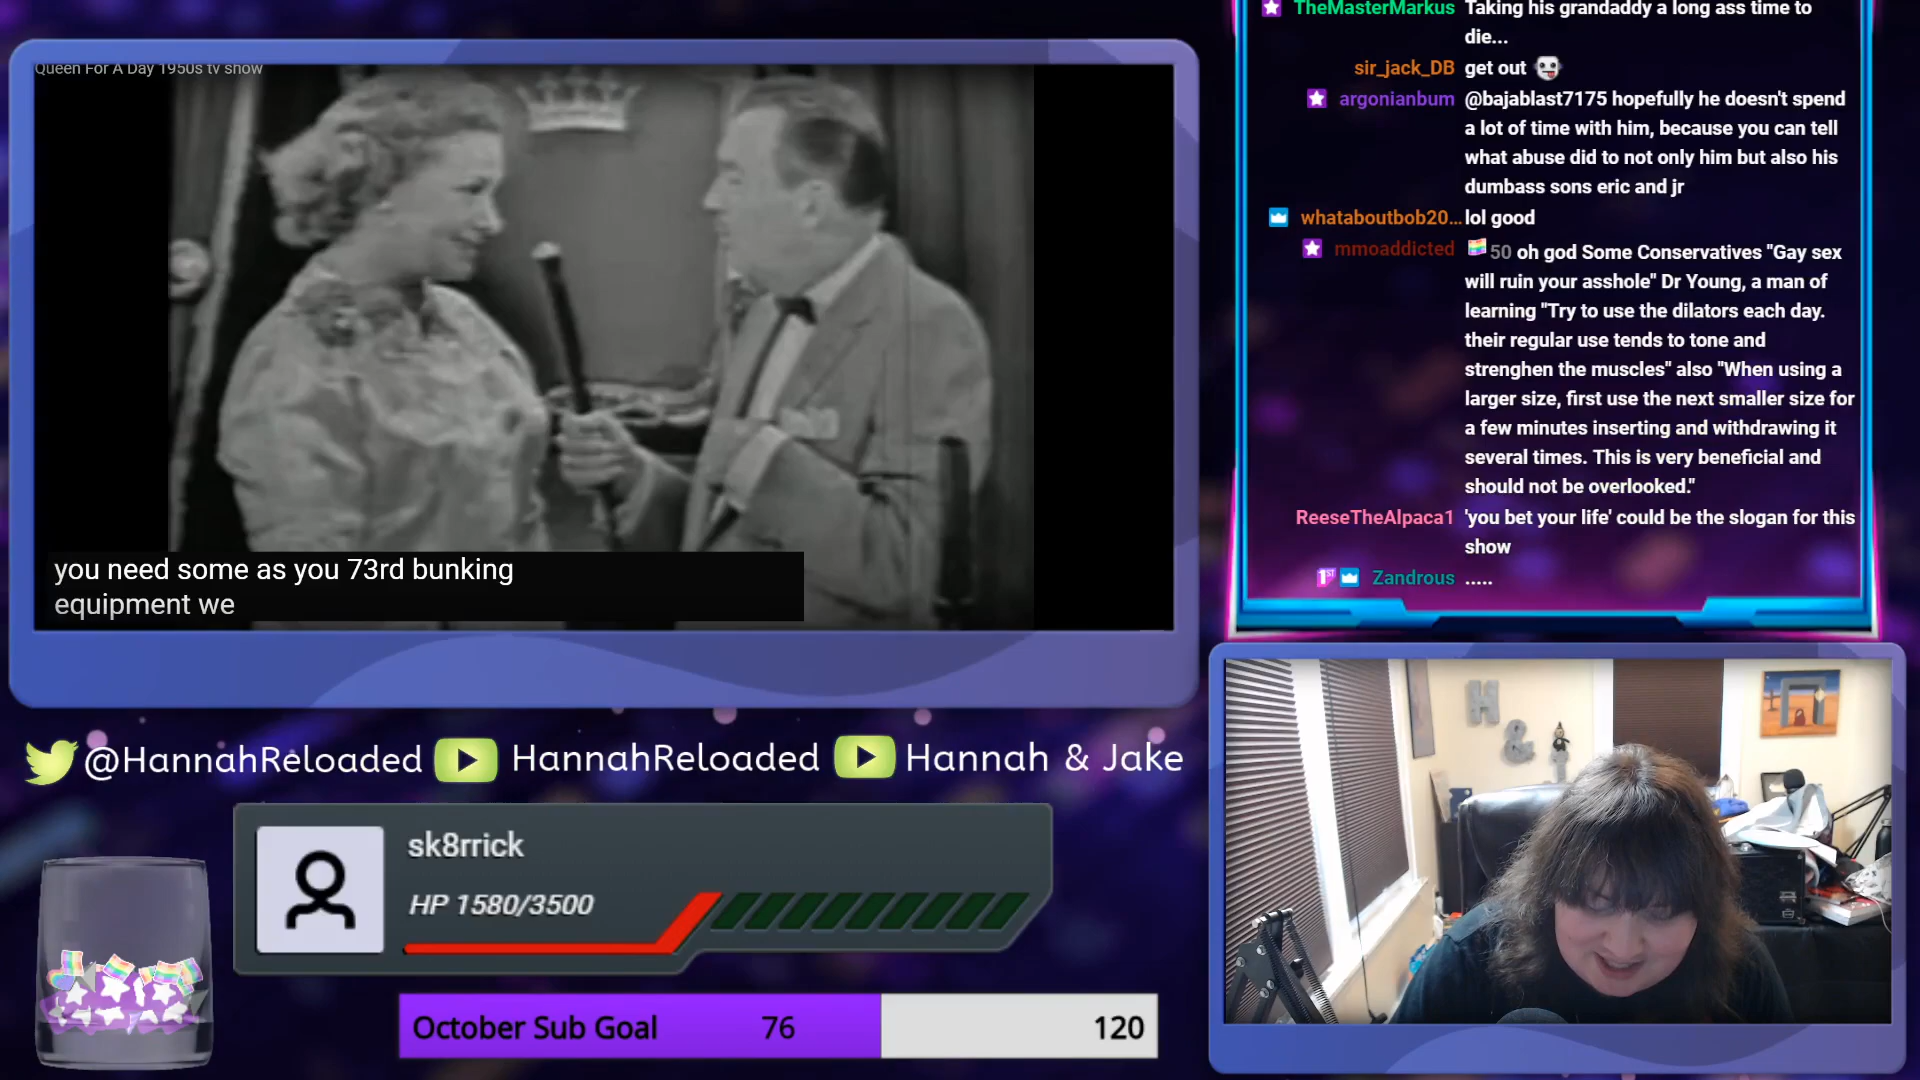 Queen For A Day 1950s tv show
you need some as you 73rd bunking
equipment we
TheMasterMarkus Taking his grandaddy a long ass time to
die...
sir_jack_DB get out
argonianbum @bajablast7175 hopefully he doesn't spend
a lot of time with him, because you can tell
what abuse did to not only him but also his
dumbass sons eric and jr
whataboutbob20... lol good
mmoaddicted 50 oh god Some Conservatives "Gay sex
will ruin your asshole" Dr Young, a man of
learning "Try to use the dilators each day.
their regular use tends to tone and
strenghen the muscles" also "When using a
larger size, first use the next smaller size for
a few minutes inserting and withdrawing it
several times. This is very beneficial and
should not be overlooked."
ReeseTheAlpaca1 'you bet your life' could be the slogan for this
show
1ST Zandrous .....
@HannahReloaded HannahReloaded Hannah & Jake
sk8rrick
HP 1580/3500
October Sub Goal 76 120
H
&